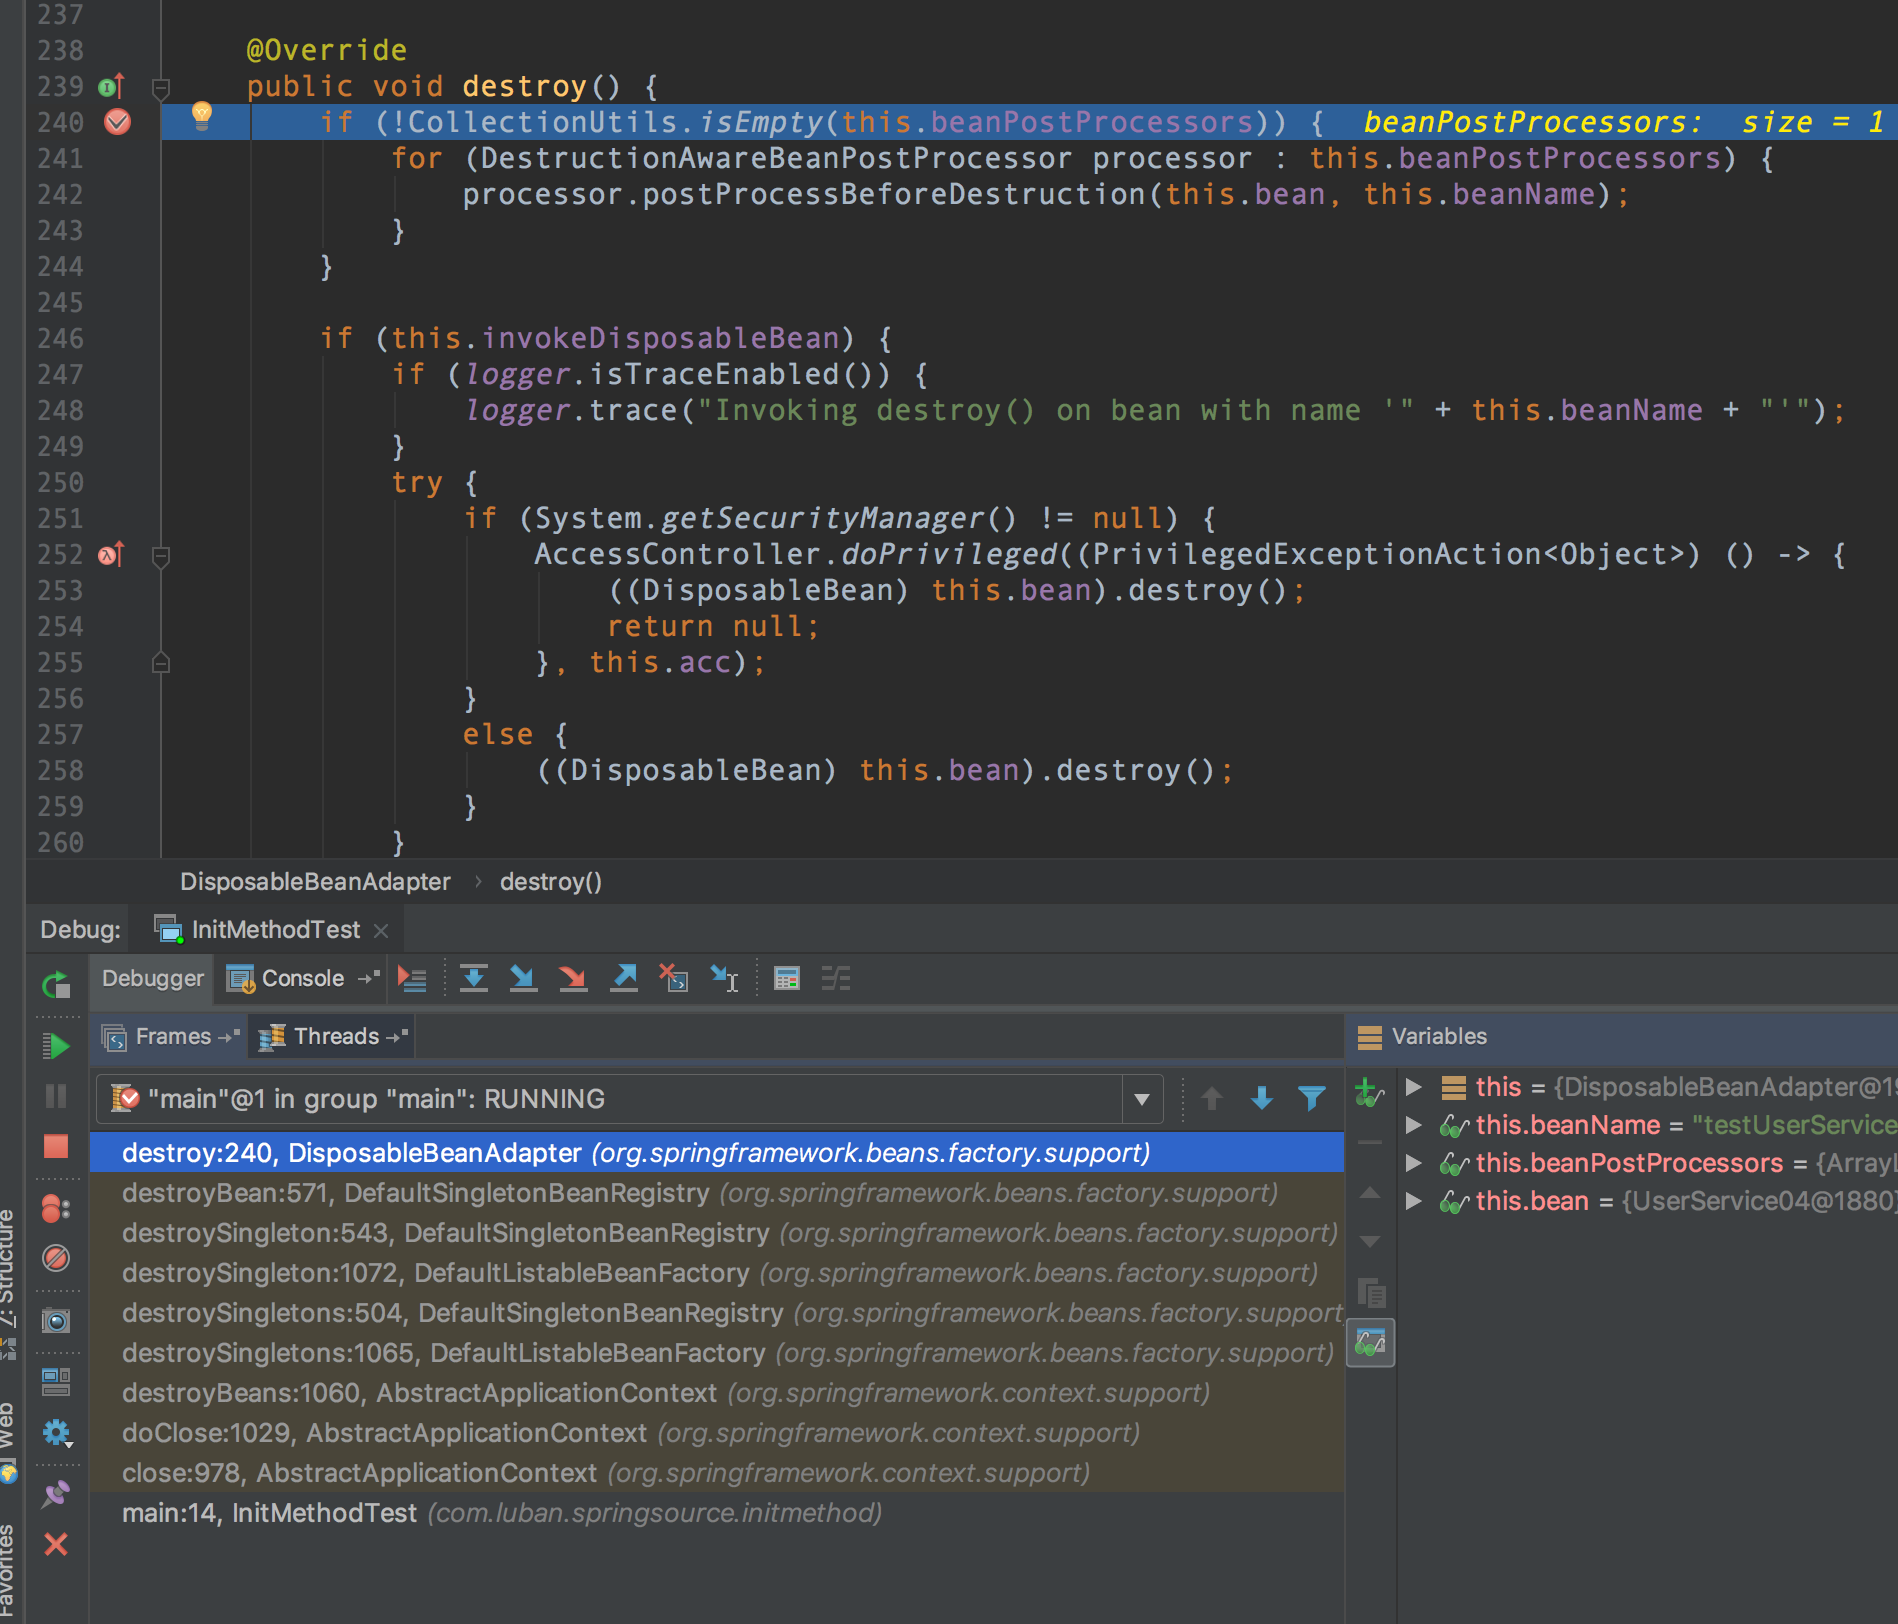 237
238 @Override
239 public void destroy() {
240 if (!CollectionUtils.isEmpty(this.beanPostProcessors)) { beanPostProcessors: size = 1
241 for (DestructionAwareBeanPostProcessor processor : this.beanPostProcessors) {
242 processor.postProcessBeforeDestruction(this.bean, this.beanName);
243 }
244 }
245
246 if (this.invokeDisposableBean) {
247 if (logger.isTraceEnabled()) {
248 logger.trace("Invoking destroy() on bean with name '" + this.beanName + "'");
249 }
250 try {
251 if (System.getSecurityManager() != null) {
252 AccessController.doPrivileged((PrivilegedExceptionAction<Object>) () -> {
253 ((DisposableBean) this.bean).destroy();
254 return null;
255 }, this.acc);
256 }
257 else {
258 ((DisposableBean) this.bean).destroy();
259 }
260 }
DisposableBeanAdapter › destroy()
Debug: InitMethodTest
Debugger Console
Frames Threads
Variables
"main"@1 in group "main": RUNNING
destroy:240, DisposableBeanAdapter (org.springframework.beans.factory.support)
destroyBean:571, DefaultSingletonBeanRegistry (org.springframework.beans.factory.support)
destroySingleton:543, DefaultSingletonBeanRegistry (org.springframework.beans.factory.support)
destroySingleton:1072, DefaultListableBeanFactory (org.springframework.beans.factory.support)
destroySingletons:504, DefaultSingletonBeanRegistry (org.springframework.beans.factory.support
destroySingletons:1065, DefaultListableBeanFactory (org.springframework.beans.factory.support)
destroyBeans:1060, AbstractApplicationContext (org.springframework.context.support)
doClose:1029, AbstractApplicationContext (org.springframework.context.support)
close:978, AbstractApplicationContext (org.springframework.context.support)
main:14, InitMethodTest (com.luban.springsource.initmethod)
this = {DisposableBeanAdapter@19
this.beanName = "testUserService
this.beanPostProcessors = {ArrayL
this.bean = {UserService04@1880}
Z: Structure
Web
Favorites